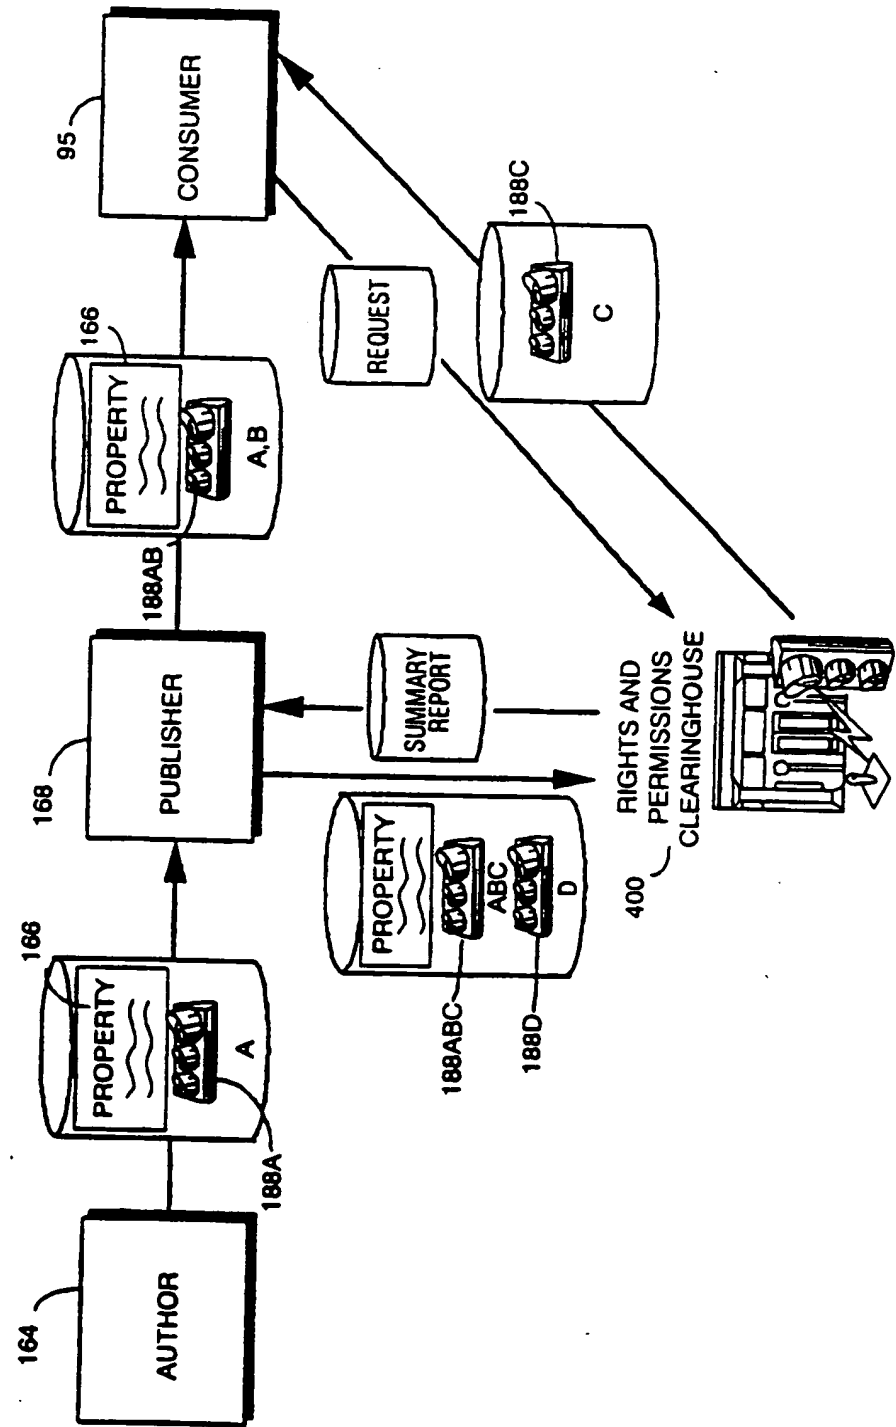 164
AUTHOR
166
PROPERTY
A
188A
168
PUBLISHER
188AB
166
PROPERTY
A,B
95
CONSUMER
PROPERTY
ABC
D
188ABC
188D
SUMMARY
REPORT
REQUEST
188C
C
RIGHTS AND
PERMISSIONS
CLEARINGHOUSE
400